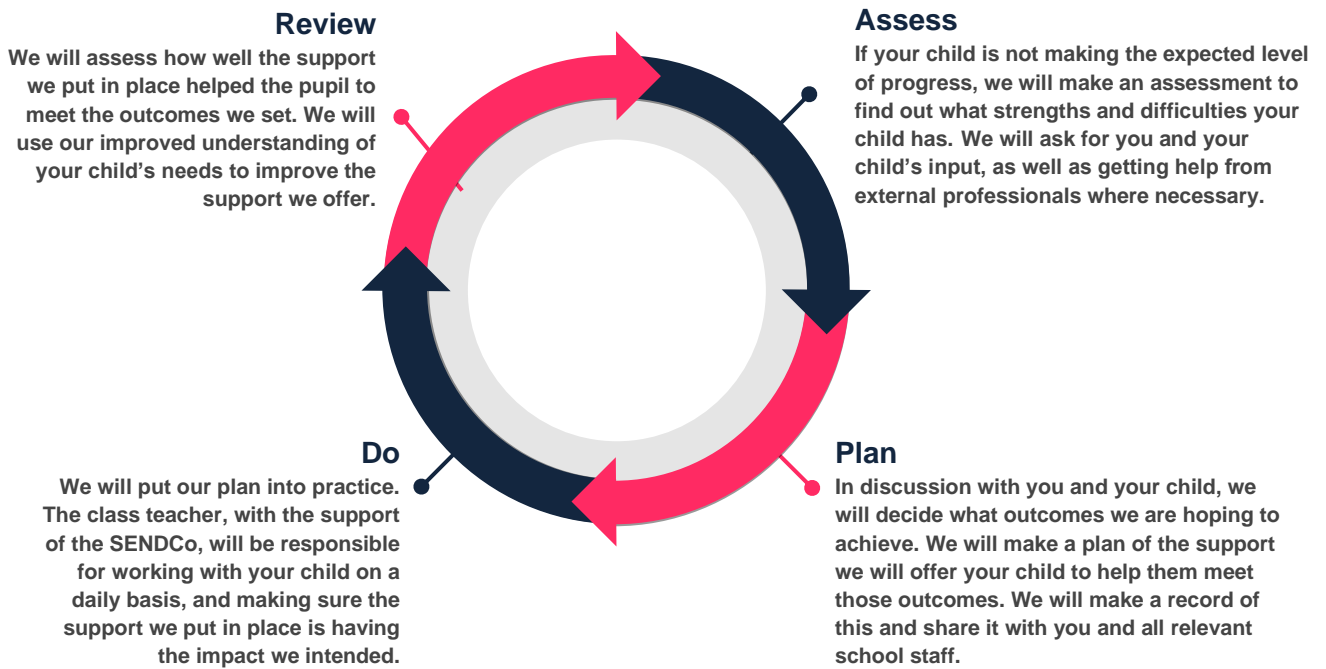 Review
We will assess how well the support
we put in place helped the pupil to
meet the outcomes we set. We will
use our improved understanding of
your child’s needs to improve the
support we offer.
Assess
If your child is not making the expected level
of progress, we will make an assessment to
find out what strengths and difficulties your
child has. We will ask for you and your
child’s input, as well as getting help from
external professionals where necessary.
Do
We will put our plan into practice.
The class teacher, with the support
of the SENDCo, will be responsible
for working with your child on a
daily basis, and making sure the
support we put in place is having
the impact we intended.
Plan
In discussion with you and your child, we
will decide what outcomes we are hoping to
achieve. We will make a plan of the support
we will offer your child to help them meet
those outcomes. We will make a record of
this and share it with you and all relevant
school staff.